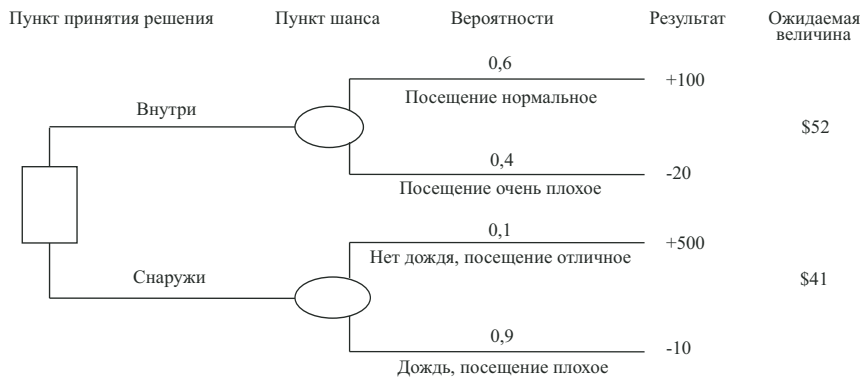 Пункт принятия решения
Пункт шанса
Вероятности
Результат
Ожидаемая
величина
0,6
+100
Посещение нормальное
Внутри
$52
0,4
-20
Посещение очень плохое
0,1
+500
Нет дождя, посещение отличное
Снаружи
$41
0,9
-10
Дождь, посещение плохое